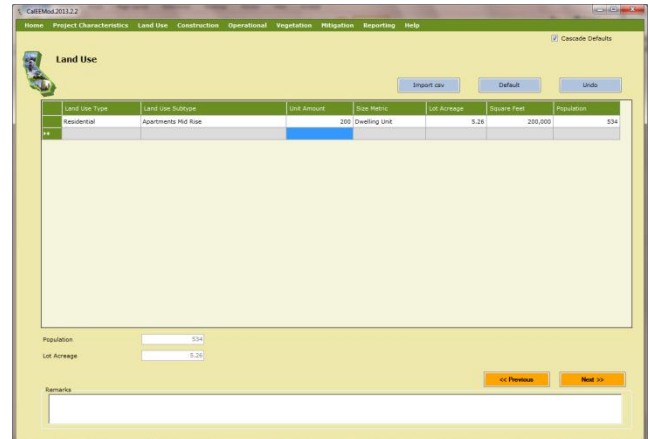 CalEEMod.2013.2.2
Home Project Characteristics Land Use Construction Operational Vegetation Mitigation Reporting Help
Cascade Defaults
Land Use
Import csv Default Undo
Land Use Type Land Use Subtype Unit Amount Size Metric Lot Acreage Square Feet Population
Residential Apartments Mid Rise 200 Dwelling Unit 5.26 200,000 534
Population 534
Lot Acreage 5.26
<< Previous Next >>
Remarks